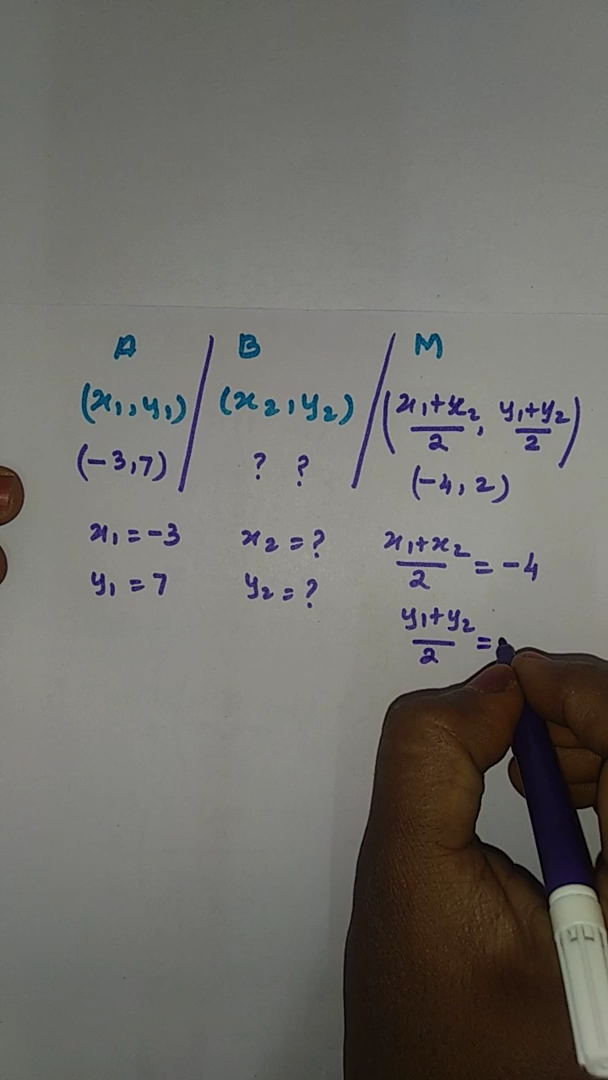 A / B / M
(x₁, y₁) / (x₂, y₂) / (x₁+x₂/2, y₁+y₂/2)
(-3, 7) ? ? (-4, 2)
x₁ = -3 x₂ = ? x₁+x₂/2 = -4
y₁ = 7 y₂ = ? y₁+y₂/2 =